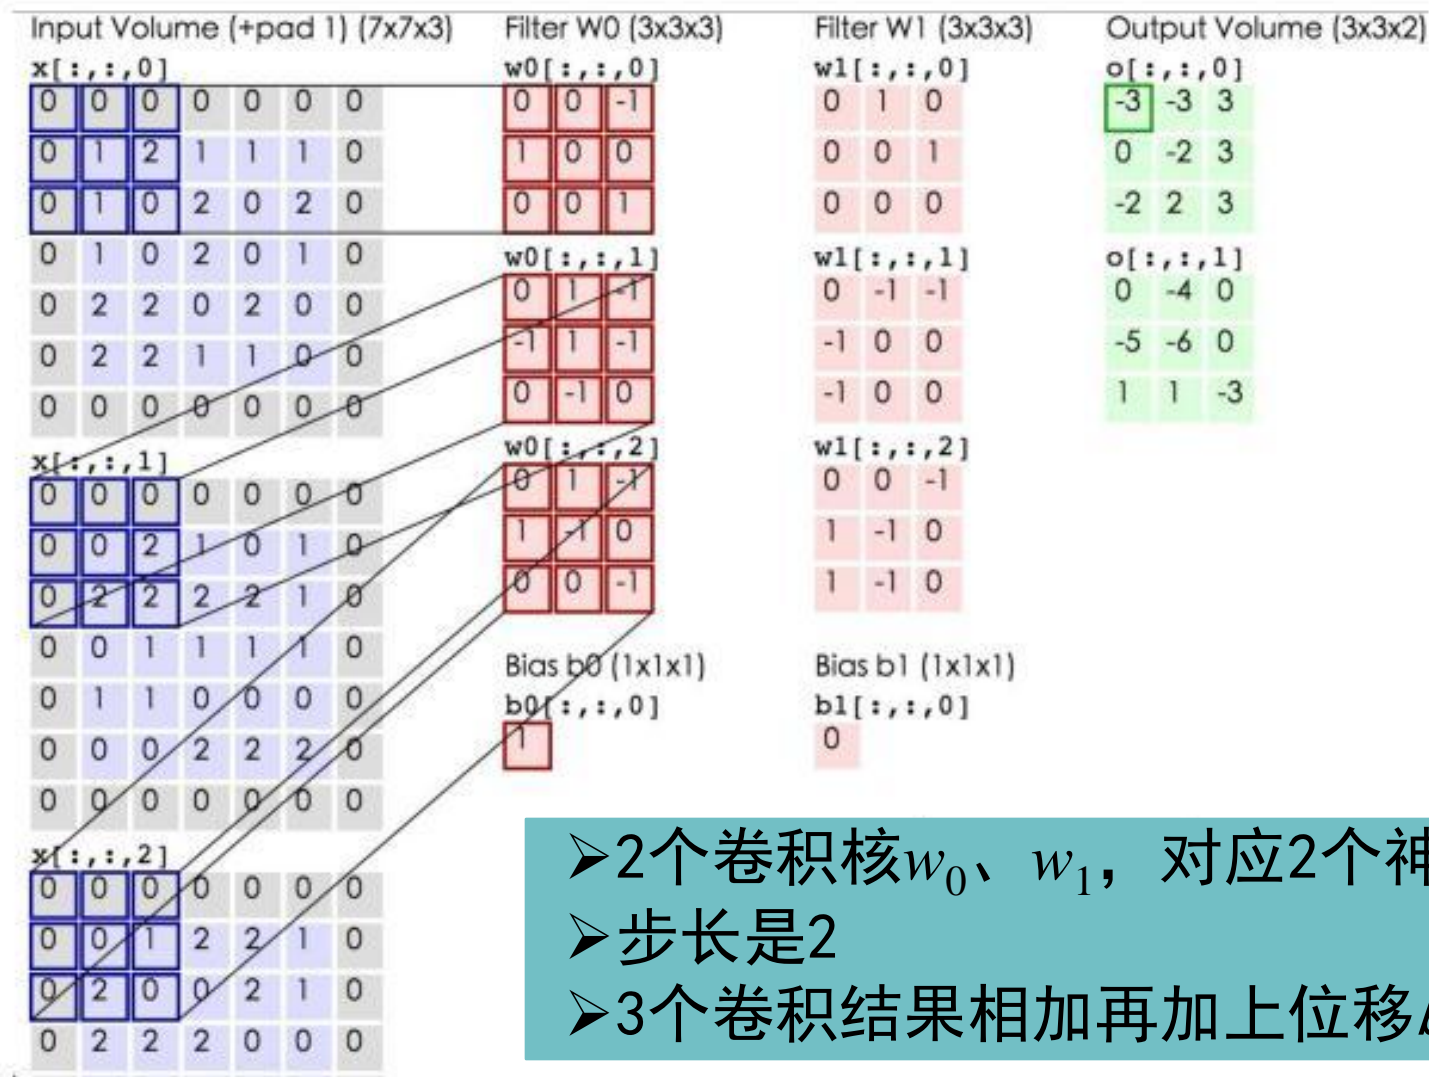 Input Volume (+pad 1) (7x7x3)
x[:,:,0]
0 0 0 0 0 0 0
0 1 2 1 1 1 0
0 1 0 2 0 2 0
0 1 0 2 0 1 0
0 2 2 0 2 0 0
0 2 2 1 1 0 0
0 0 0 0 0 0 0
x[:,:,1]
0 0 0 0 0 0 0
0 0 2 1 0 1 0
0 2 2 2 2 1 0
0 0 1 1 1 1 0
0 1 1 0 0 0 0
0 0 0 2 2 2 0
0 0 0 0 0 0 0
x[:,:,2]
0 0 0 0 0 0 0
0 0 1 2 2 1 0
0 2 0 0 2 1 0
0 2 2 2 0 0 0
Filter W0 (3x3x3)
w0[:,:,0]
0 0 -1
1 0 0
0 0 1
w0[:,:,1]
0 1 -1
-1 1 -1
0 -1 0
w0[:,:,2]
0 1 -1
1 -1 0
0 0 -1
Bias b0 (1x1x1)
b0[:,:,0]
1
Filter W1 (3x3x3)
w1[:,:,0]
0 1 0
0 0 1
0 0 0
w1[:,:,1]
0 -1 -1
-1 0 0
-1 0 0
w1[:,:,2]
0 0 -1
1 -1 0
1 -1 0
Bias b1 (1x1x1)
b1[:,:,0]
0
Output Volume (3x3x2)
o[:,:,0]
-3 -3 3
0 -2 3
-2 2 3
o[:,:,1]
0 -4 0
-5 -6 0
1 1 -3
➢2个卷积核w₀、w₁，对应2个神
➢步长是2
➢3个卷积结果相加再加上位移